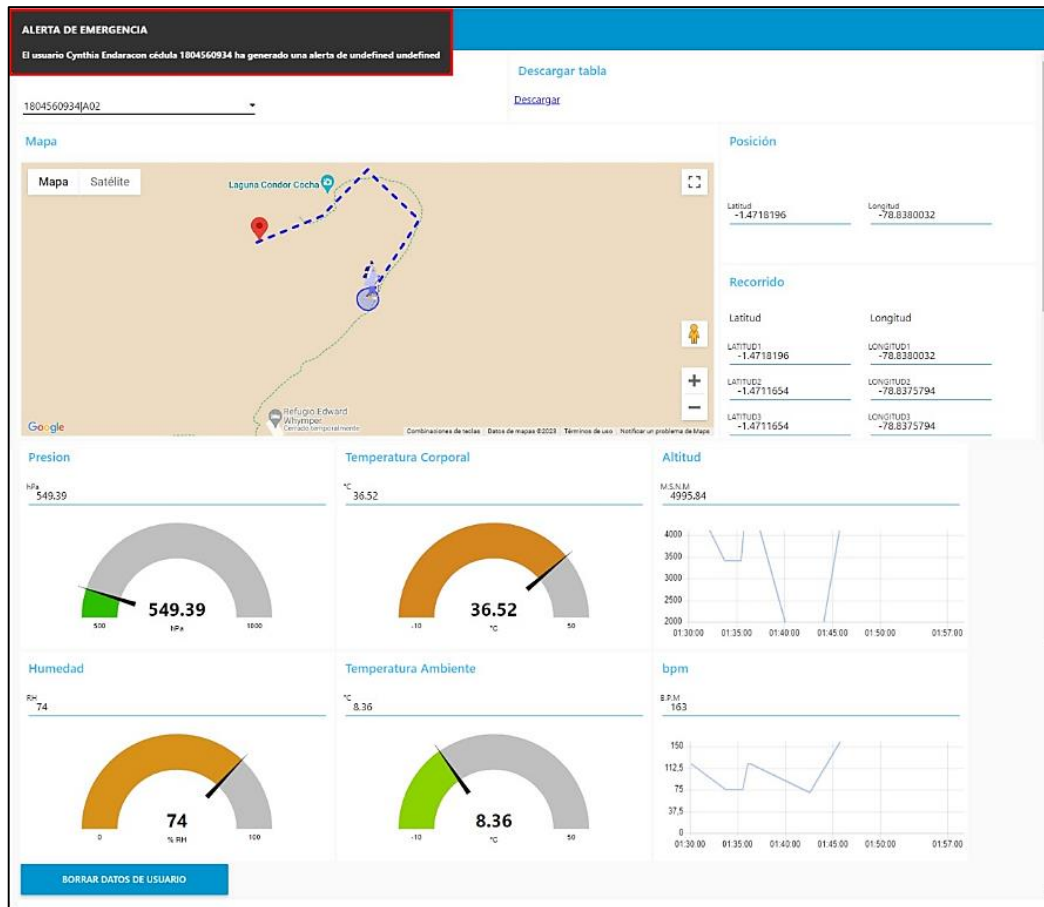 ALERTA DE EMERGENCIA
El usuario Cynthia Endaracon cédula 1804560934 ha generado una alerta de undefined undefined
1804560934|A02
Descargar tabla
Descargar
Mapa
Mapa Satélite
Laguna Condor Cocha
Refugio Edward
Whymper
Cerrado temporalmente
Google
Combinaciones de teclas Datos de mapas ©2023 Términos de uso Notificar un problema de Maps
Posición
Latitud Longitud
-1.4718196 -78.8380032
Recorrido
Latitud Longitud
LATITUD1 LONGITUD1
-1.4718196 -78.8380032
LATITUD2 LONGITUD2
-1.4711654 -78.8375794
LATITUD3 LONGITUD3
-1.4711654 -78.8375794
Presion
hPa
549.39
549.39
hPa
500 1000
Temperatura Corporal
°C
36.52
36.52
°C
-10 50
Altitud
M.S.N.M
4995.84
4000
3500
3000
2500
2000
01:30:00 01:35:00 01:40:00 01:45:00 01:50:00 01:57:00
Humedad
RH
74
74
% RH
0 100
Temperatura Ambiente
°C
8.36
8.36
°C
-10 50
bpm
B.P.M
163
150
112,5
75
37,5
0
01:30:00 01:35:00 01:40:00 01:45:00 01:50:00 01:57:00
BORRAR DATOS DE USUARIO